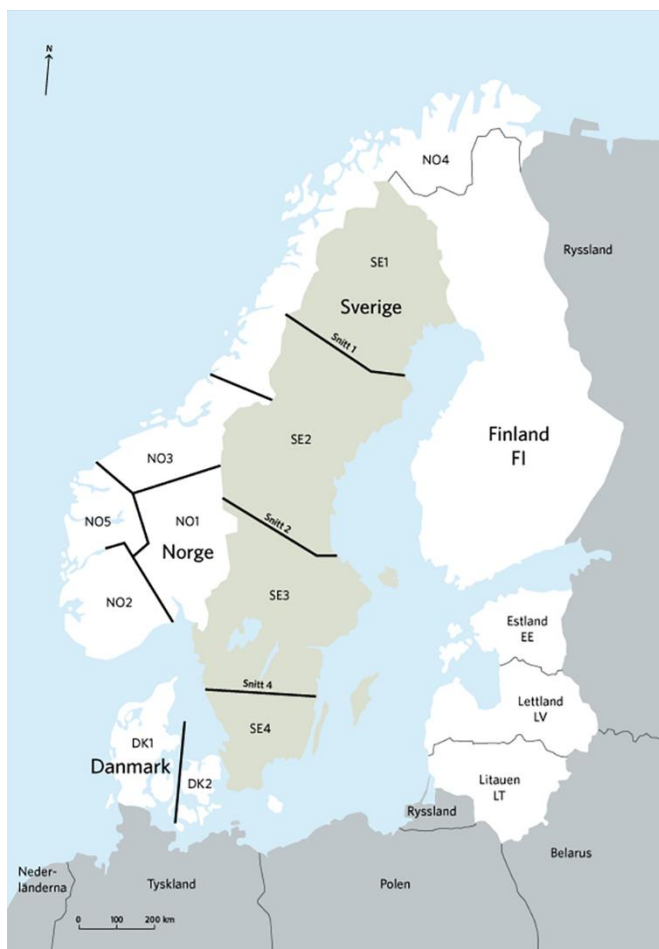 N
NO4
Ryssland
SE1
Sverige
Snitt 1
SE2
Finland
FI
NO3
NO5
NO1
Snitt 2
Norge
NO2
SE3
Estland
EE
Snitt 4
Lettland
LV
SE4
DK1
Danmark
DK2
Litauen
LT
Ryssland
Belarus
Neder-
länderna
Tyskland
Polen
0 100 200 km